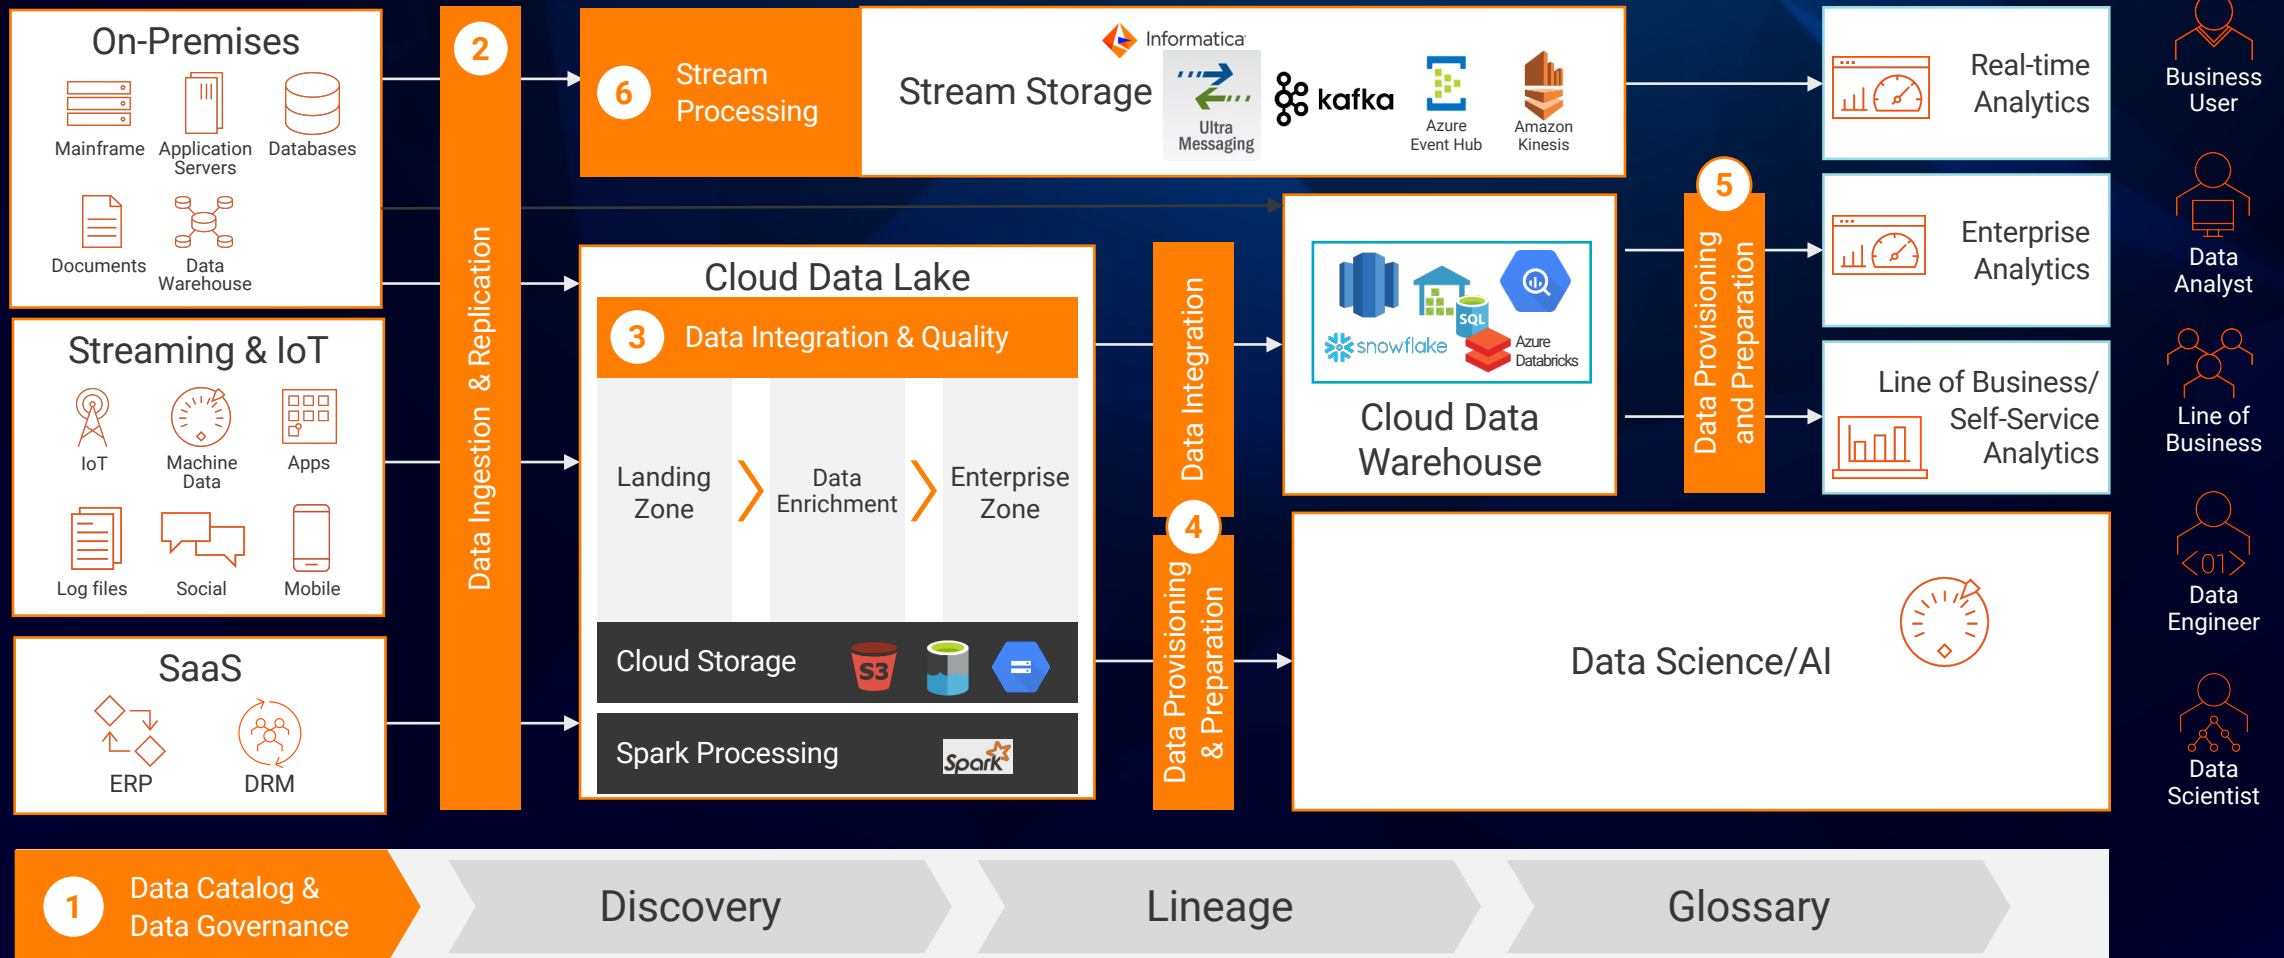 On-Premises
Mainframe
Application
Servers
Databases
Documents
Data
Warehouse
Streaming & IoT
IoT
Machine
Data
Apps
Log files
Social
Mobile
SaaS
ERP
DRM
2
Data Ingestion & Replication
6
Stream
Processing
Stream Storage
Informatica
Ultra
Messaging
kafka
Azure
Event Hub
Amazon
Kinesis
Cloud Data Lake
3
Data Integration & Quality
Landing
Zone
Data
Enrichment
Enterprise
Zone
Cloud Storage
S3
Spark Processing
Spark
Data Integration
4
Data Provisioning
& Preparation
SQL
snowflake
Azure
Databricks
Cloud Data
Warehouse
5
Data Provisioning
and Preparation
Real-time
Analytics
Enterprise
Analytics
Line of Business/
Self-Service
Analytics
Data Science/AI
Business
User
Data
Analyst
Line of
Business
<01>
Data
Engineer
Data
Scientist
1
Data Catalog &
Data Governance
Discovery
Lineage
Glossary